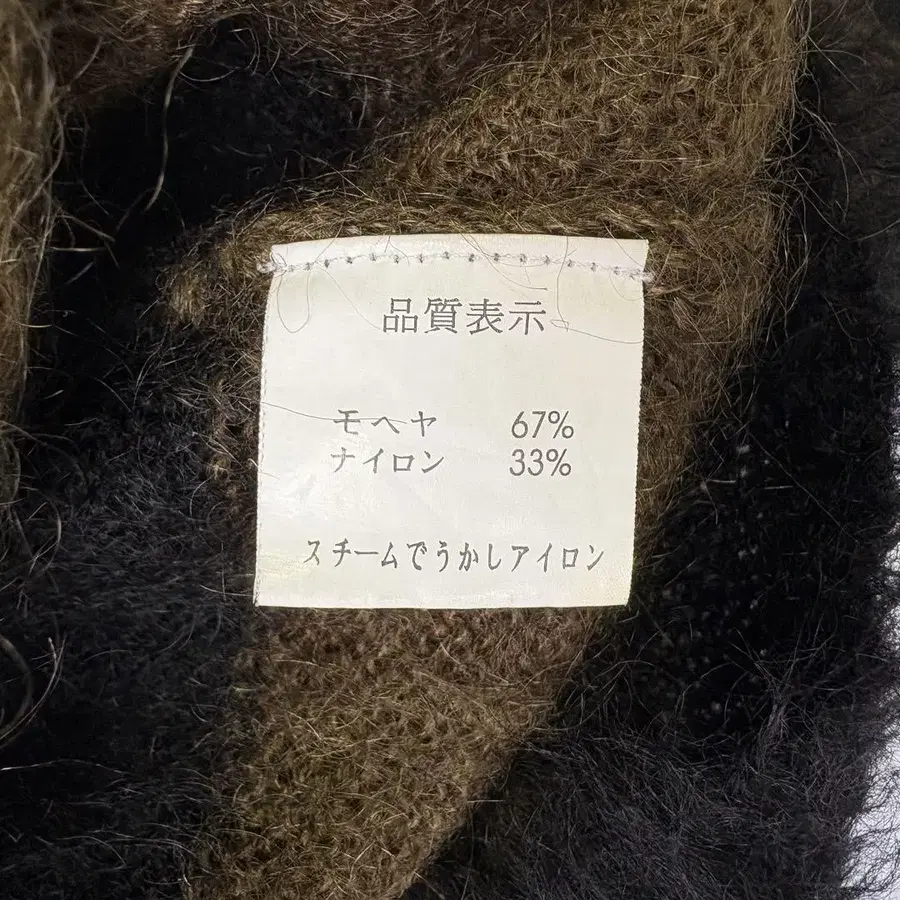 品質表示
モヘヤ 67%
ナイロン 33%
スチームでうかしアイロン